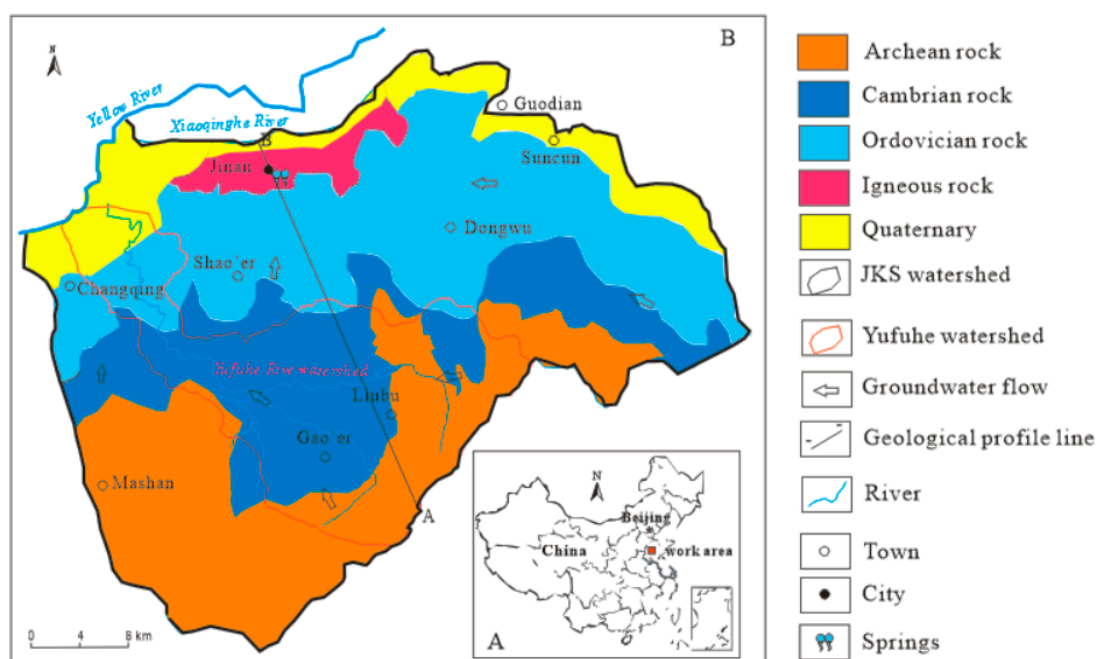 B
N
Yellow River
Xiaoqinghe River
Guodian
B
Jinan
Suncun
Dongwu
Shao`er
Changqing
Yufuhe Rive watershed
Liubu
Gao`er
Mashan
A
N
Beijing
China
work area
A
0 4 8 km
Archean rock
Cambrian rock
Ordovician rock
Igneous rock
Quaternary
JKS watershed
Yufuhe watershed
Groundwater flow
Geological profile line
River
Town
City
Springs